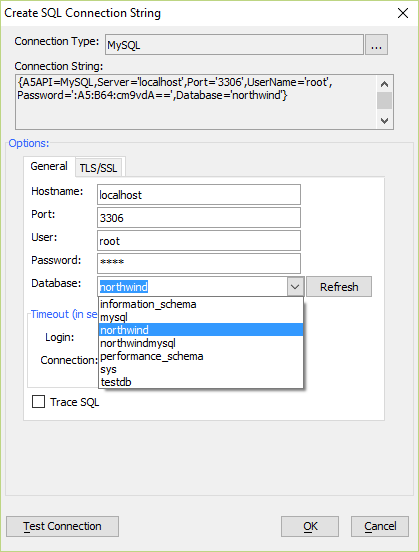 Create SQL Connection String
Connection Type: MySQL ...
Connection String:
{A5API=MySQL,Server='localhost',Port='3306',UserName='root',
Password=':A5:B64:cm9vdA==',Database='northwind'}
Options:
General TLS/SSL
Hostname: localhost
Port: 3306
User: root
Password: ****
Database: northwind Refresh
information_schema
mysql
northwind
northwindmysql
performance_schema
sys
testdb
Timeout (in se
Login:
Connection:
Trace SQL
Test Connection OK Cancel